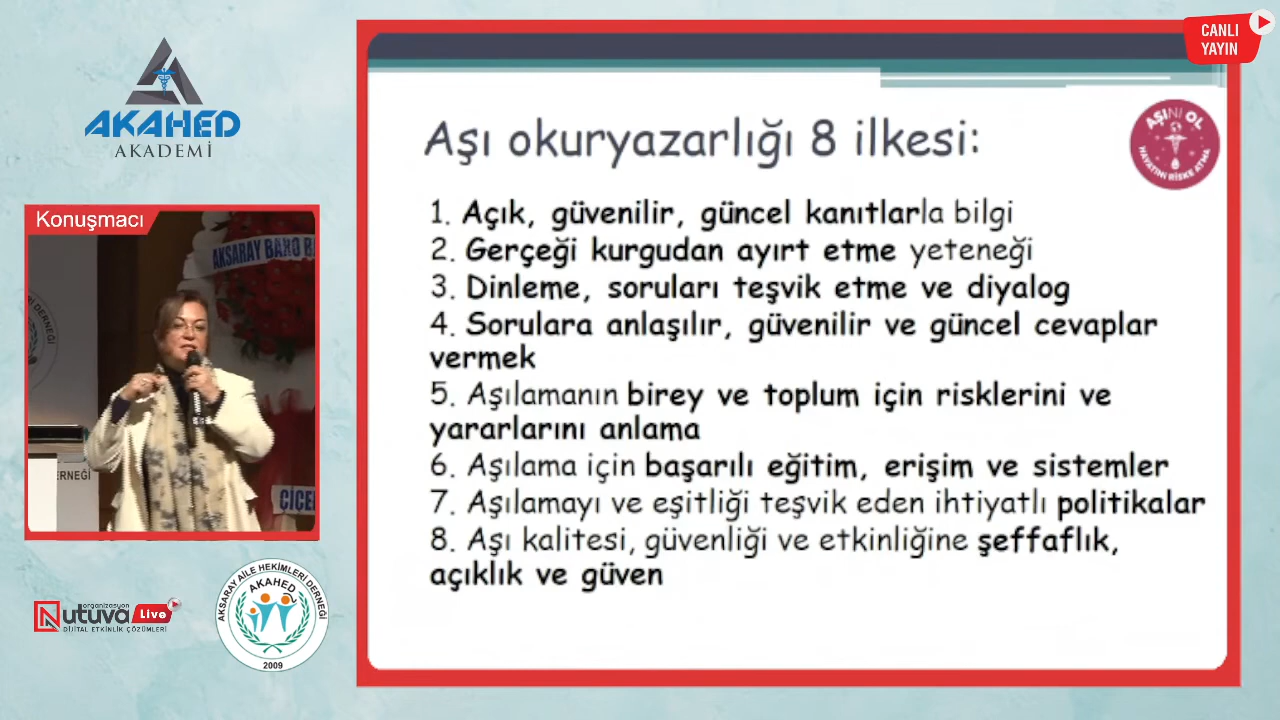 CANLI
YAYIN
AKAHED
AKADEMİ
Aşı okuryazarlığı 8 ilkesi:
AŞINI OL
HAYATINI RİSKE ATMA
1. Açık, güvenilir, güncel kanıtlarla bilgi
2. Gerçeği kurgudan ayırt etme yeteneği
3. Dinleme, soruları teşvik etme ve diyalog
4. Sorulara anlaşılır, güvenilir ve güncel cevaplar
vermek
5. Aşılamanın birey ve toplum için risklerini ve
yararlarını anlama
6. Aşılama için başarılı eğitim, erişim ve sistemler
7. Aşılamayı ve eşitliği teşvik eden ihtiyatlı politikalar
8. Aşı kalitesi, güvenliği ve etkinliğine şeffaflık,
açıklık ve güven
Konuşmacı
AKSARAY BARO B
DERNEĞİ
ÇİÇE
organizasyon
Nutuva Live
DİJİTAL ETKİNLİK ÇÖZÜMLERİ
AKSARAY AİLE HEKİMLERİ DERNEĞİ
AKAHED
2009